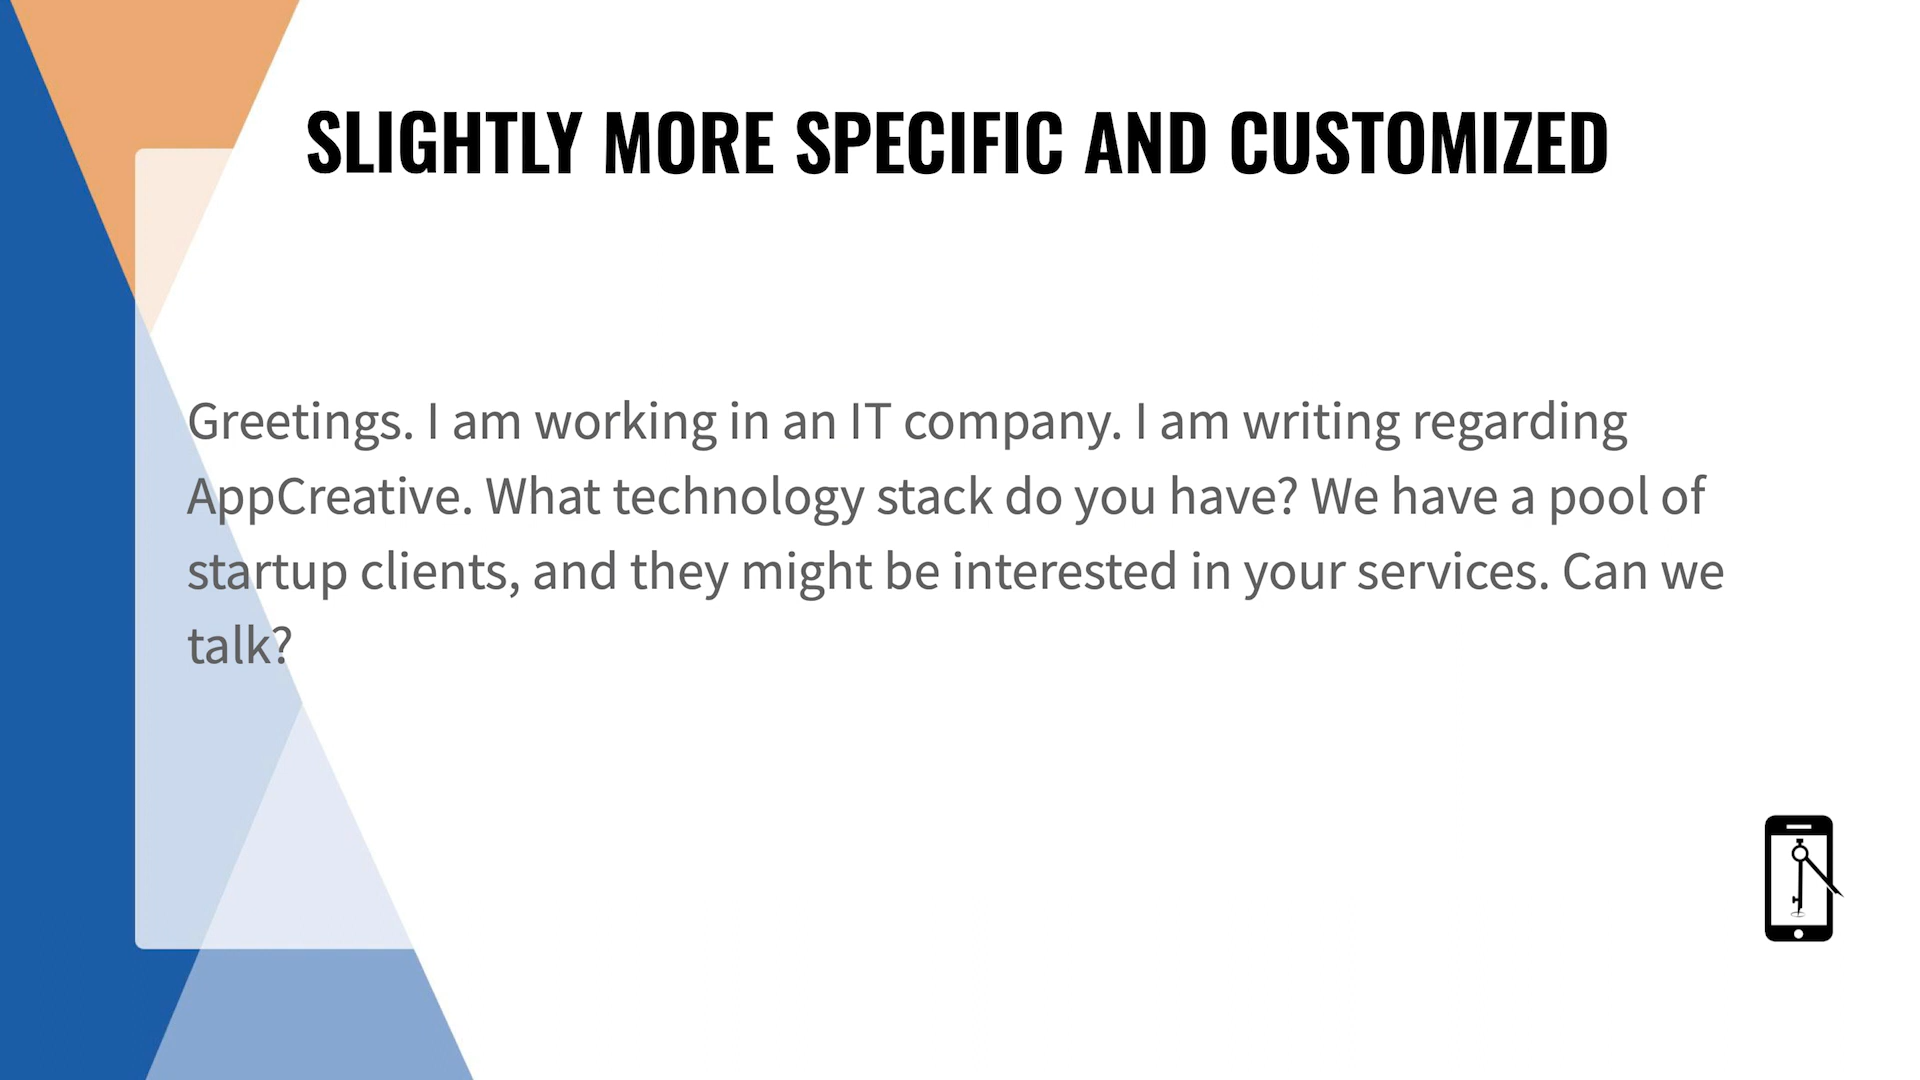 SLIGHTLY MORE SPECIFIC AND CUSTOMIZED
Greetings. I am working in an IT company. I am writing regarding
AppCreative. What technology stack do you have? We have a pool of
startup clients, and they might be interested in your services. Can we
talk?